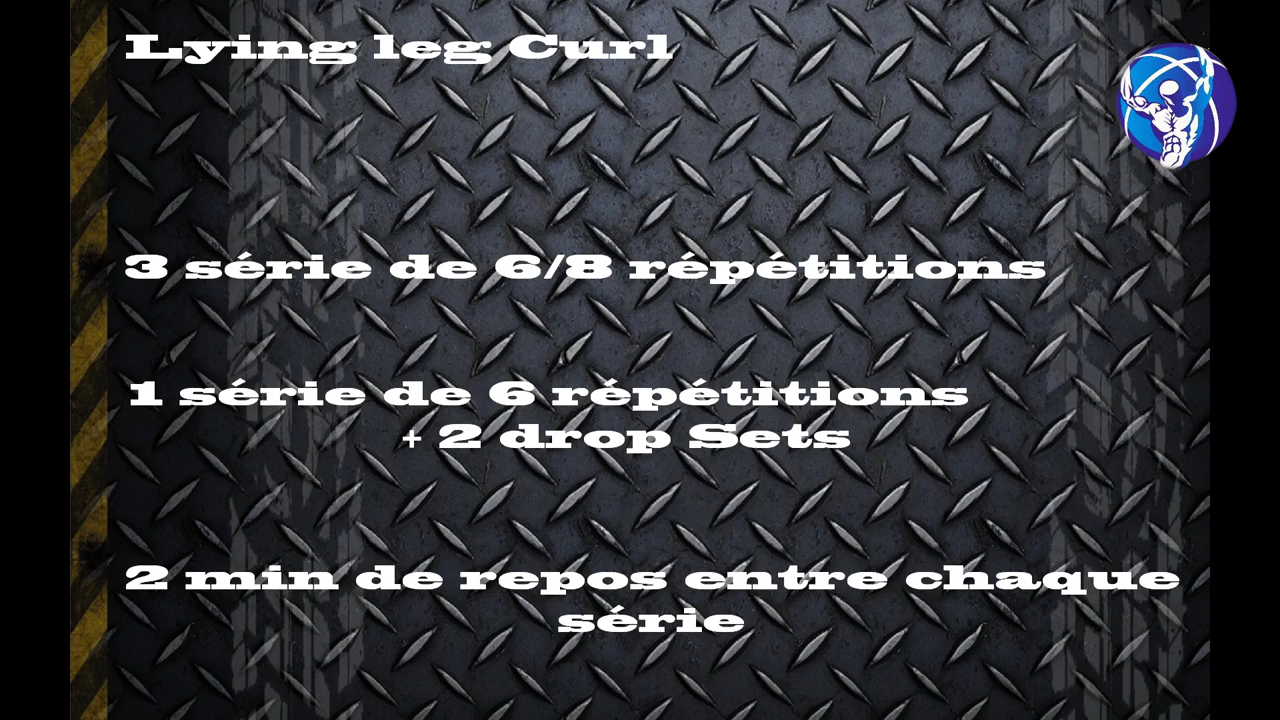 Lying leg Curl
3 série de 6/8 répétitions
1 série de 6 répétitions
+ 2 drop Sets
2 min de repos entre chaque
série